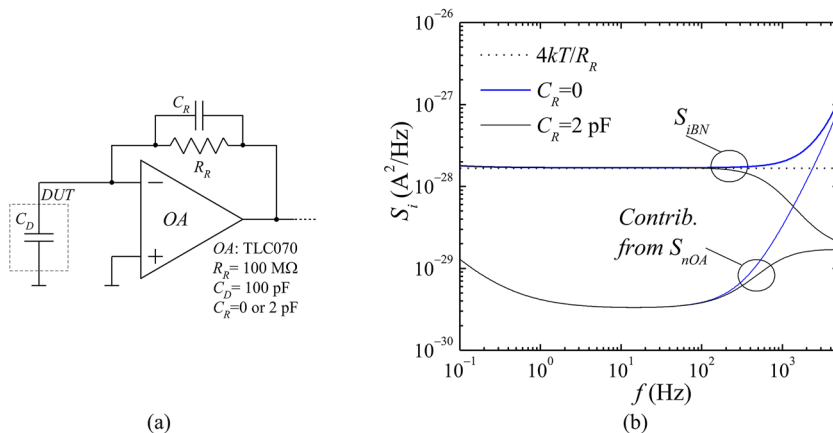 C_R
R_R
DUT
C_D
−
OA
+
OA: TLC070
R_R= 100 MΩ
C_D= 100 pF
C_R=0 or 2 pF
(a)
10^−26
10^−27
10^−28
10^−29
10^−30
S_i (A^2/Hz)
4kT/R_R
C_R=0
C_R=2 pF
S_iBN
Contrib.
from S_nOA
10^−1 10^0 10^1 10^2 10^3
f (Hz)
(b)